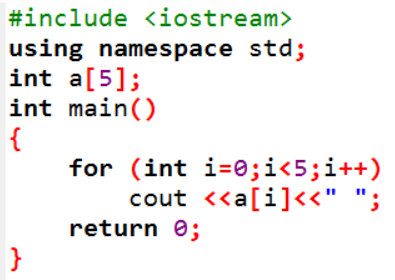 #include <iostream>
using namespace std;
int a[5];
int main()
{
    for (int i=0;i<5;i++)
        cout <<a[i]<<" ";
    return 0;
}